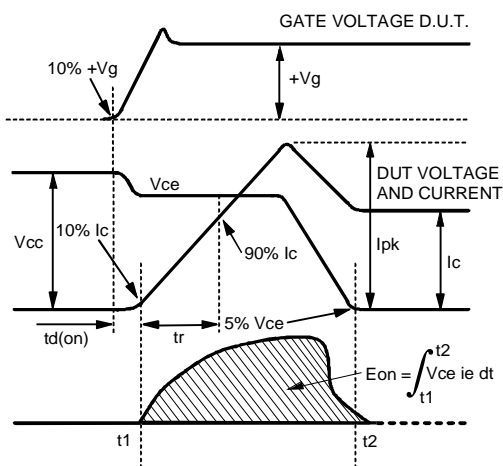 GATE VOLTAGE D.U.T.
10% +Vg
+Vg
Vce
DUT VOLTAGE
AND CURRENT
Vcc
10% Ic
90% Ic
Ipk
Ic
td(on)
tr
5% Vce
Eon = ∫ Vce ie dt
t2
t1
t1
t2